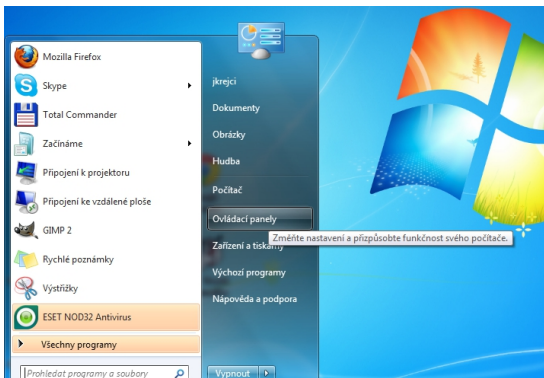 Mozilla Firefox
Skype
Total Commander
Začínáme
Připojení k projektoru
Připojení ke vzdálené ploše
GIMP 2
Rychlé poznámky
Výstřižky
ESET NOD32 Antivirus
Všechny programy
Prohledat programy a soubory
jkrejci
Dokumenty
Obrázky
Hudba
Počítač
Ovládací panely
Změňte nastavení a přizpůsobte funkčnost svého počítače.
Zařízení a tiskárny
Výchozí programy
Nápověda a podpora
Vypnout